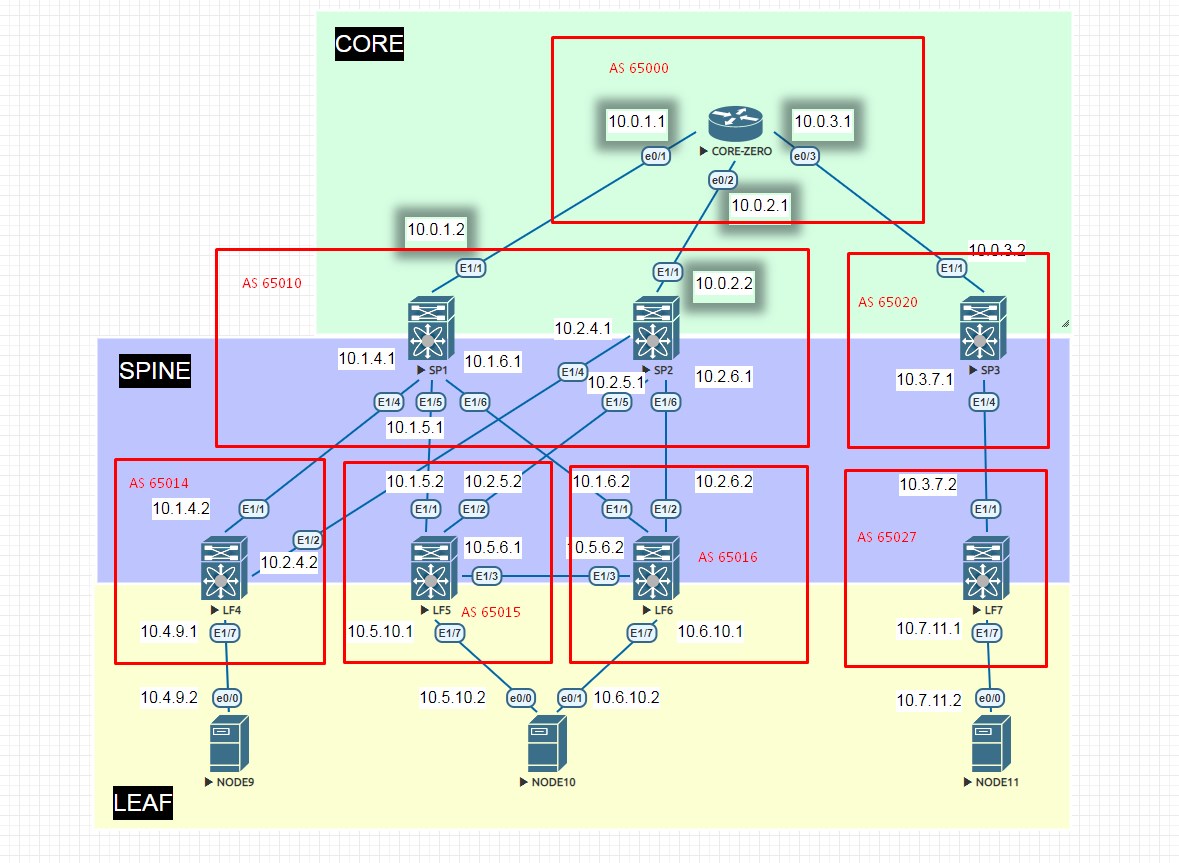 CORE
AS 65000
10.0.1.1
10.0.3.1
CORE-ZERO
e0/1
e0/3
e0/2
10.0.2.1
10.0.1.2
10.0.3.2
E1/1
E1/1
E1/1
AS 65010
10.0.2.2
AS 65020
10.2.4.1
SPINE
10.1.4.1
10.1.6.1
SP1
SP2
SP3
E1/4
10.2.5.1
10.2.6.1
10.3.7.1
E1/4
E1/5
E1/6
E1/5
E1/6
E1/4
10.1.5.1
AS 65014
10.1.5.2
10.2.5.2
10.1.6.2
10.2.6.2
10.3.7.2
10.1.4.2
E1/1
E1/1
E1/2
E1/1
E1/2
E1/1
E1/2
10.2.4.2
10.5.6.1
10.5.6.2
AS 65016
AS 65027
E1/3
E1/3
LF4
LF5
AS 65015
LF6
LF7
10.4.9.1
E1/7
10.5.10.1
E1/7
E1/7
10.6.10.1
10.7.11.1
E1/7
10.4.9.2
e0/0
10.5.10.2
e0/0
e0/1
10.6.10.2
10.7.11.2
e0/0
NODE9
NODE10
NODE11
LEAF